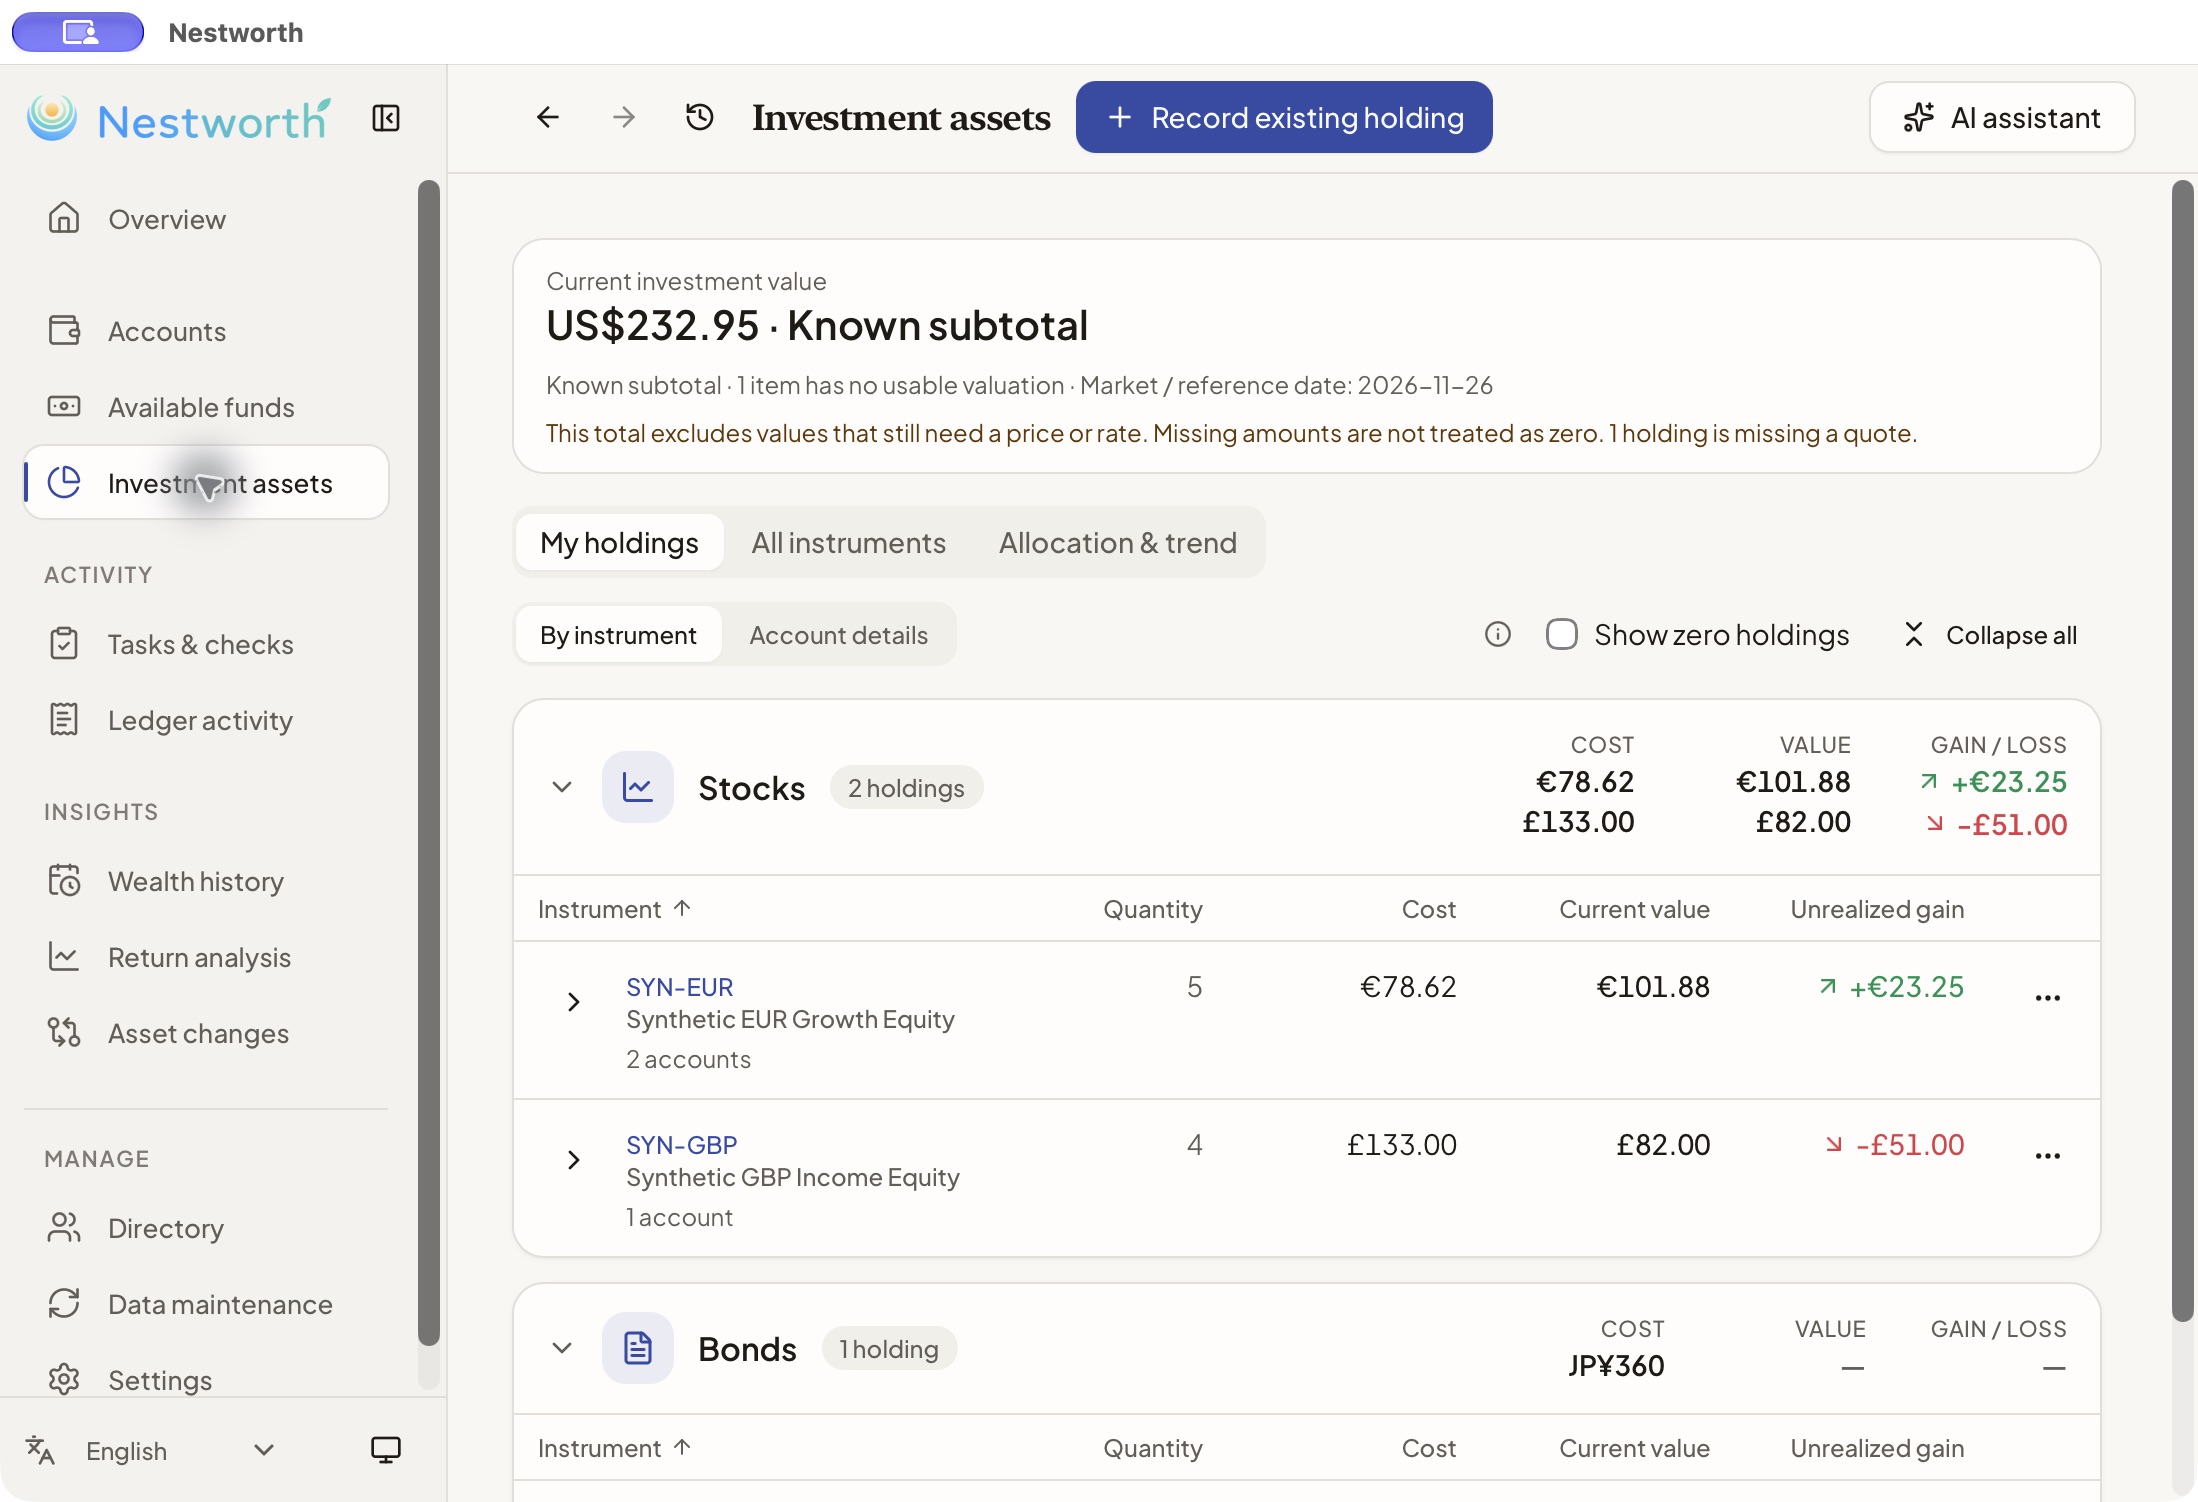 Nestworth
Nestworth
Investment assets
+ Record existing holding
AI assistant
Overview
Accounts
Available funds
Investment assets
ACTIVITY
Tasks & checks
Ledger activity
INSIGHTS
Wealth history
Return analysis
Asset changes
MANAGE
Directory
Data maintenance
Settings
English
Current investment value
US$232.95 · Known subtotal
Known subtotal · 1 item has no usable valuation · Market / reference date: 2026-11-26
This total excludes values that still need a price or rate. Missing amounts are not treated as zero. 1 holding is missing a quote.
My holdings All instruments Allocation & trend
By instrument Account details Show zero holdings Collapse all
COST VALUE GAIN / LOSS
Stocks 2 holdings €78.62 €101.88 +€23.25
£133.00 £82.00 -£51.00
Instrument ↑ Quantity Cost Current value Unrealized gain
SYN-EUR 5 €78.62 €101.88 +€23.25 ...
Synthetic EUR Growth Equity
2 accounts
SYN-GBP 4 £133.00 £82.00 -£51.00 ...
Synthetic GBP Income Equity
1 account
COST VALUE GAIN / LOSS
Bonds 1 holding JP¥360 — —
Instrument ↑ Quantity Cost Current value Unrealized gain